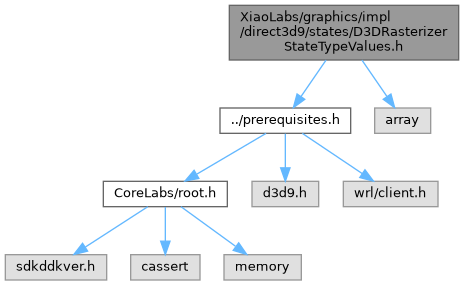 XiaoLabs/graphics/impl
/direct3d9/states/D3DRasterizer
StateTypeValues.h
../prerequisites.h
array
CoreLabs/root.h
d3d9.h
wrl/client.h
sdkddkver.h
cassert
memory